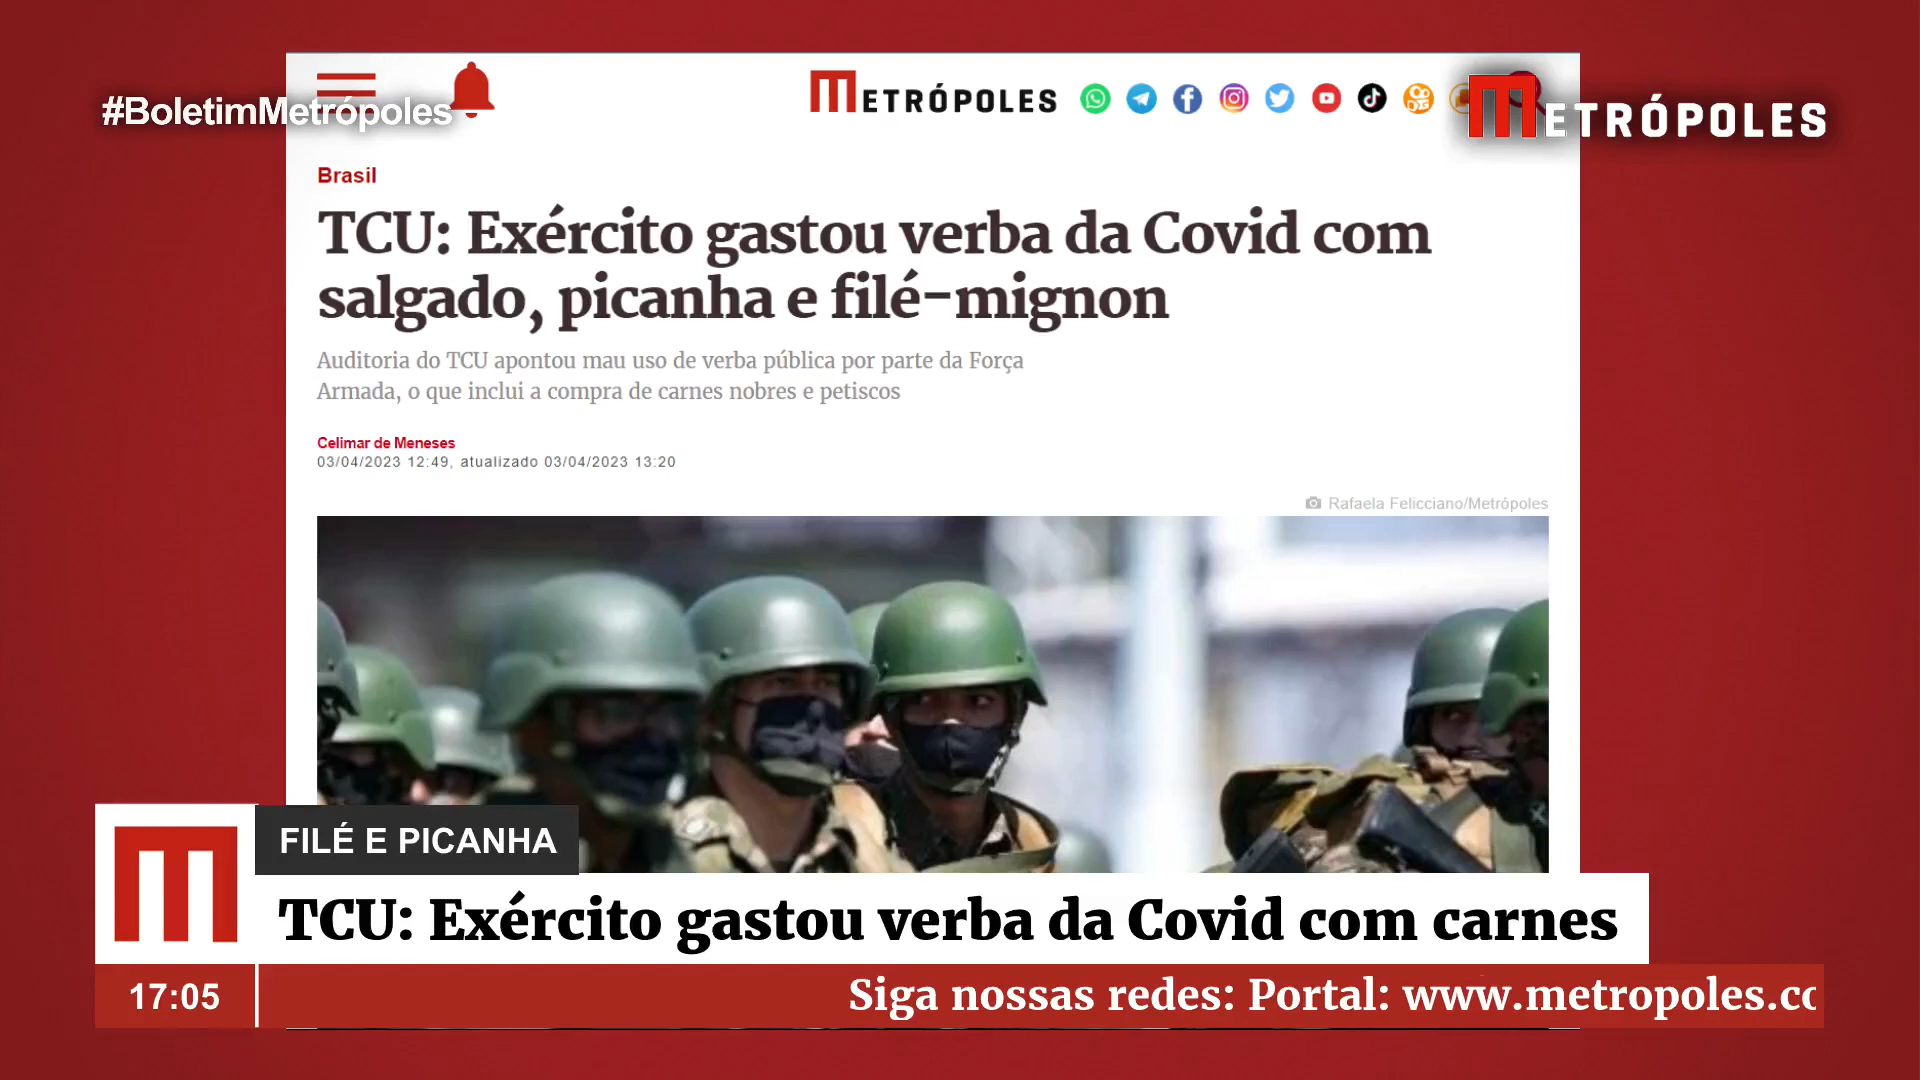 #BoletimMetrópoles
METRÓPOLES
METRÓPOLES
Brasil
TCU: Exército gastou verba da Covid com
salgado, picanha e filé-mignon
Auditoria do TCU apontou mau uso de verba pública por parte da Força
Armada, o que inclui a compra de carnes nobres e petiscos
Celimar de Meneses
03/04/2023 12:49, atualizado 03/04/2023 13:20
Rafaela Felicciano/Metrópoles
FILÉ E PICANHA
TCU: Exército gastou verba da Covid com carnes
17:05
Siga nossas redes: Portal: www.metropoles.co